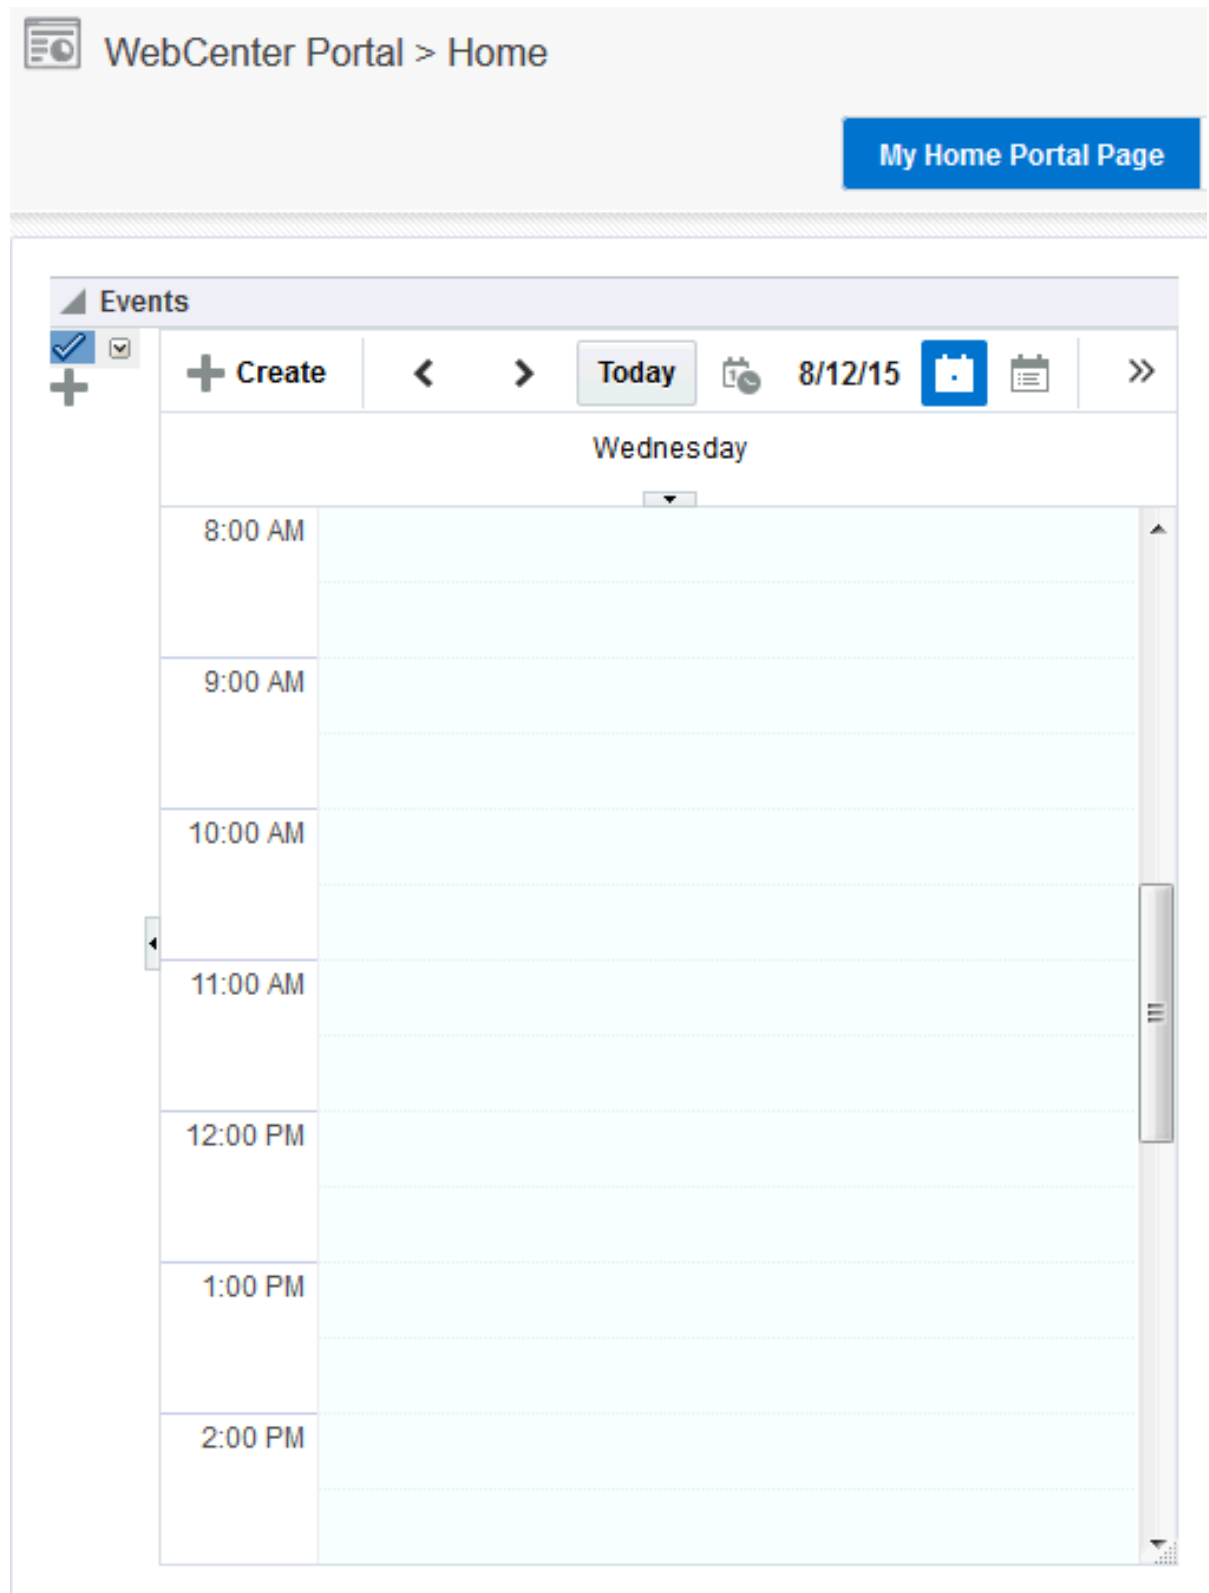 WebCenter Portal > Home
My Home Portal Page
Events
Create Today 8/12/15
Wednesday
8:00 AM
9:00 AM
10:00 AM
11:00 AM
12:00 PM
1:00 PM
2:00 PM